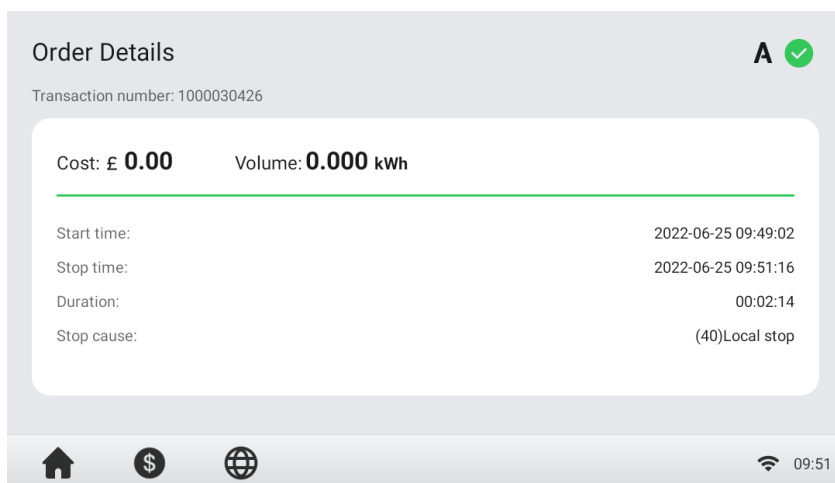 Order Details
A
Transaction number: 1000030426
Cost: £ 0.00 Volume: 0.000 kWh
Start time: 2022-06-25 09:49:02
Stop time: 2022-06-25 09:51:16
Duration: 00:02:14
Stop cause: (40)Local stop
$
09:51